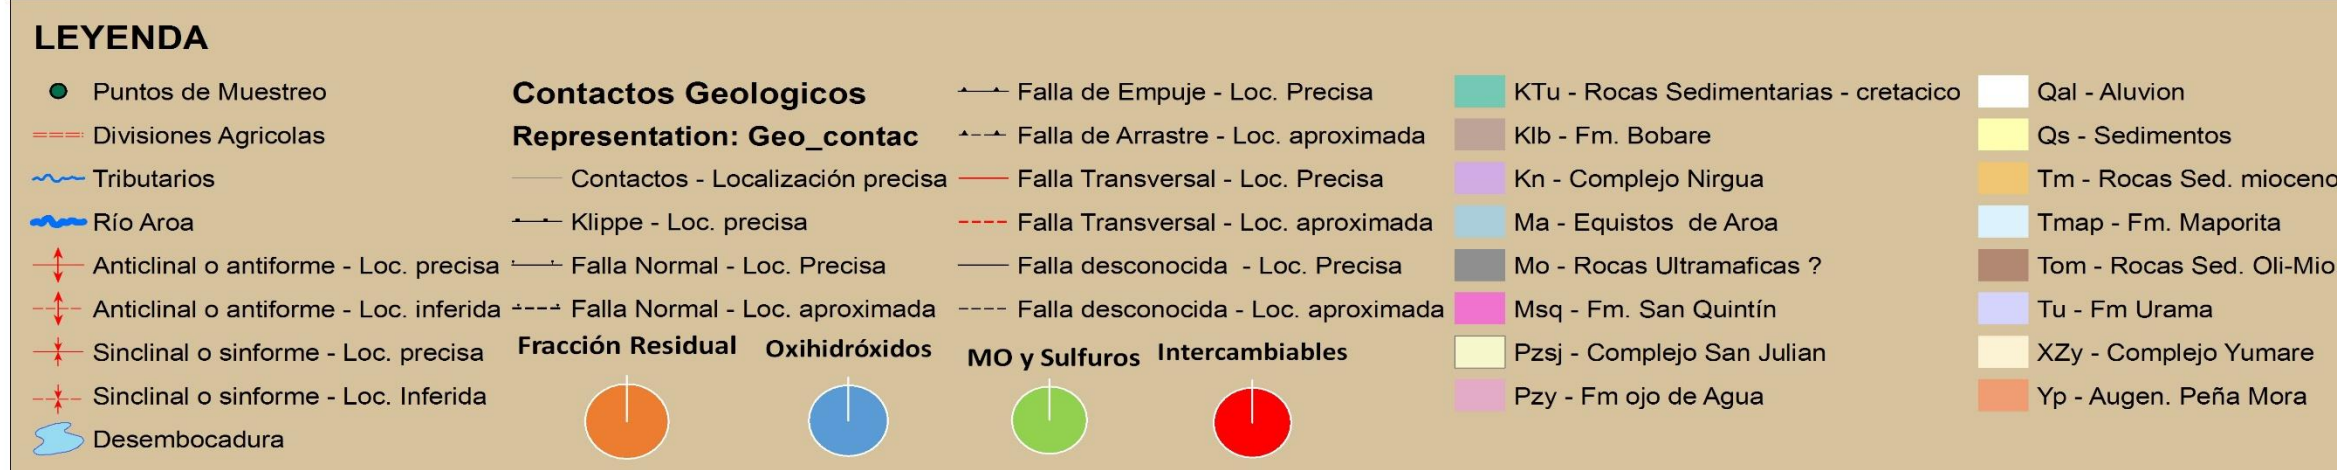 LEYENDA
Puntos de Muestreo
Divisiones Agricolas
Tributarios
Río Aroa
Anticlinal o antiforme - Loc. precisa
Anticlinal o antiforme - Loc. inferida
Sinclinal o sinforme - Loc. precisa
Sinclinal o sinforme - Loc. Inferida
Desembocadura
Contactos Geologicos
Representation: Geo_contac
Contactos - Localización precisa
Klippe - Loc. precisa
Falla Normal - Loc. Precisa
Falla Normal - Loc. aproximada
Fracción Residual
Oxihidróxidos
MO y Sulfuros
Intercambiables
Falla de Empuje - Loc. Precisa
Falla de Arrastre - Loc. aproximada
Falla Transversal - Loc. Precisa
Falla Transversal - Loc. aproximada
Falla desconocida - Loc. Precisa
Falla desconocida - Loc. aproximada
KTu - Rocas Sedimentarias - cretacico
Klb - Fm. Bobare
Kn - Complejo Nirgua
Ma - Equistos de Aroa
Mo - Rocas Ultramaficas ?
Msq - Fm. San Quintín
Pzsj - Complejo San Julian
Pzy - Fm ojo de Agua
Qal - Aluvion
Qs - Sedimentos
Tm - Rocas Sed. mioceno
Tmap - Fm. Maporita
Tom - Rocas Sed. Oli-Mio
Tu - Fm Urama
XZy - Complejo Yumare
Yp - Augen. Peña Mora